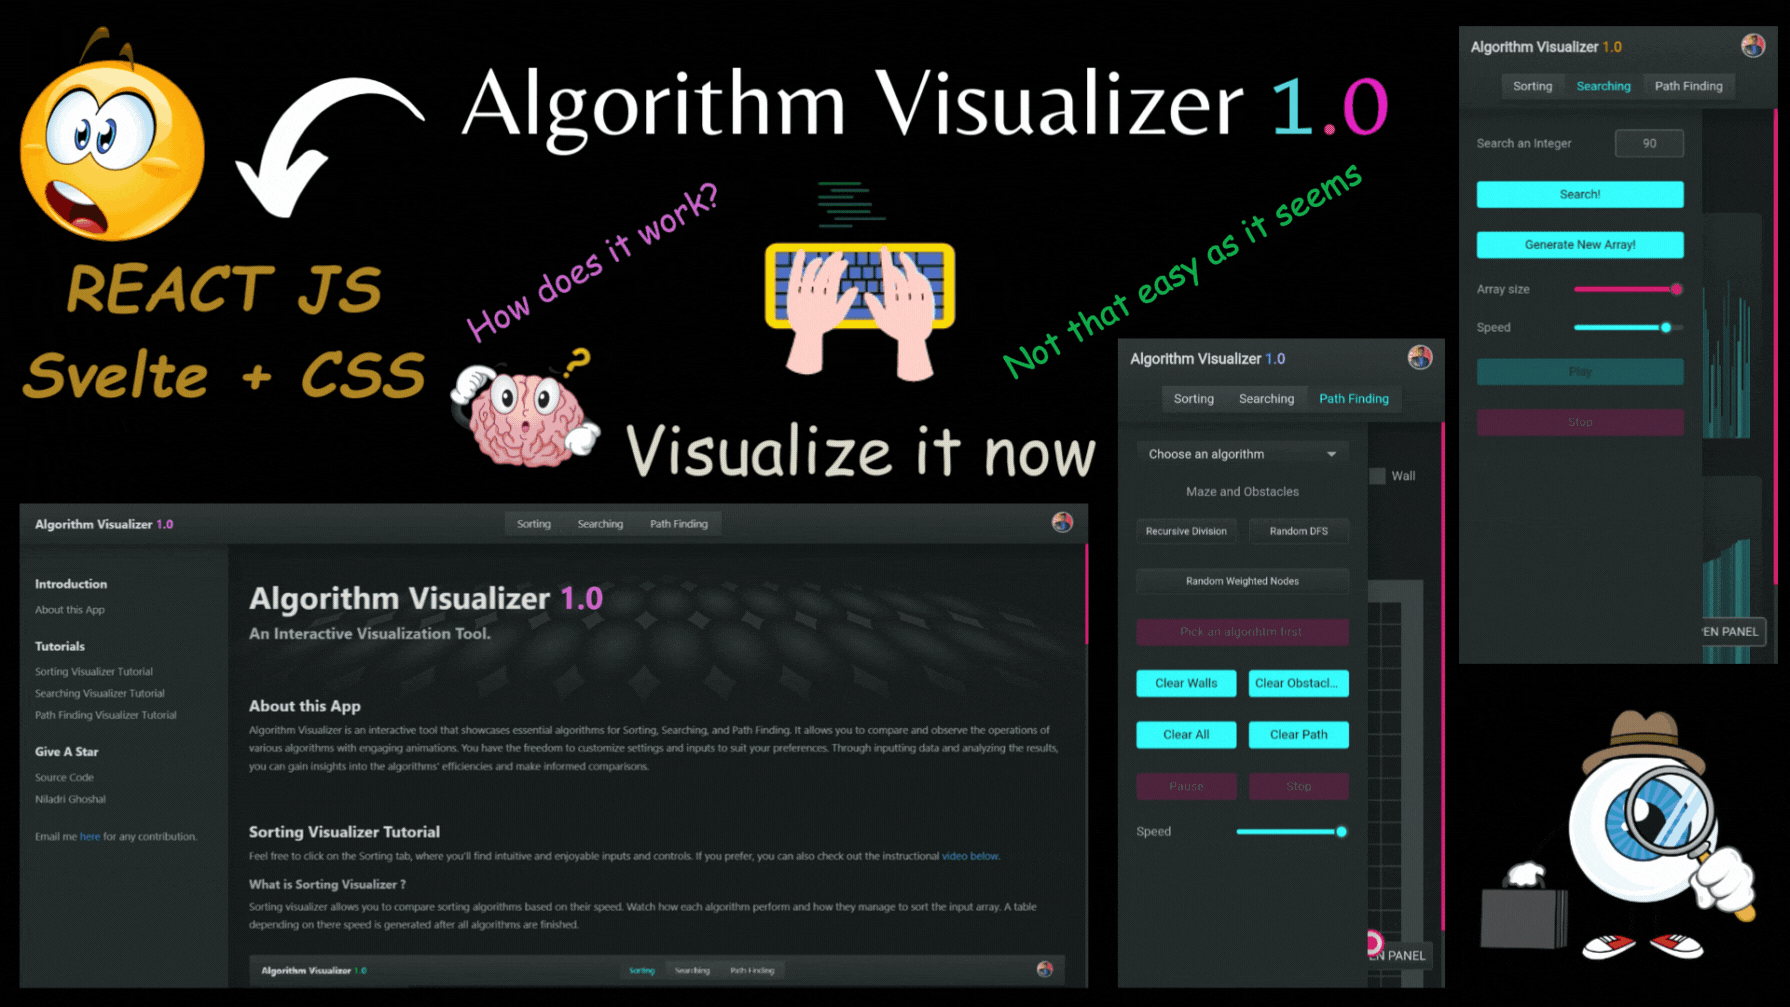 Algorithm Visualizer 1.0
REACT JS
Svelte + CSS
How does it work?
Not that easy as it seems
Visualize it now
Algorithm Visualizer 1.0
Sorting Searching Path Finding
Search an Integer 90
Search!
Generate New Array!
Array size
Speed
Play
Stop
EN PANEL
Algorithm Visualizer 1.0
Sorting Searching Path Finding
Choose an algorithm
Wall
Maze and Obstacles
Recursive Division Random DFS
Random Weighted Nodes
Pick an algorithm first
Clear Walls Clear Obstacl...
Clear All Clear Path
Pause Stop
Speed
EN PANEL
Algorithm Visualizer 1.0 Sorting Searching Path Finding
Introduction
About this App
Tutorials
Sorting Visualizer Tutorial
Searching Visualizer Tutorial
Path Finding Visualizer Tutorial
Give A Star
Source Code
Niladri Ghoshal
Email me here for any contribution.
Algorithm Visualizer 1.0
An Interactive Visualization Tool.
About this App
Algorithm Visualizer is an interactive tool that showcases essential algorithms for Sorting, Searching, and Path Finding. It allows you to compare and observe the operations of
various algorithms with engaging animations. You have the freedom to customize settings and inputs to suit your preferences. Through inputting data and analyzing the results,
you can gain insights into the algorithms' efficiencies and make informed comparisons.
Sorting Visualizer Tutorial
Feel free to click on the Sorting tab, where you'll find intuitive and enjoyable inputs and controls. If you prefer, you can also check out the instructional video below.
What is Sorting Visualizer ?
Sorting visualizer allows you to compare sorting algorithms based on their speed. Watch how each algorithm perform and how they manage to sort the input array. A table
depending on there speed is generated after all algorithms are finished.
Algorithm Visualizer 1.0 Sorting Searching Path Finding